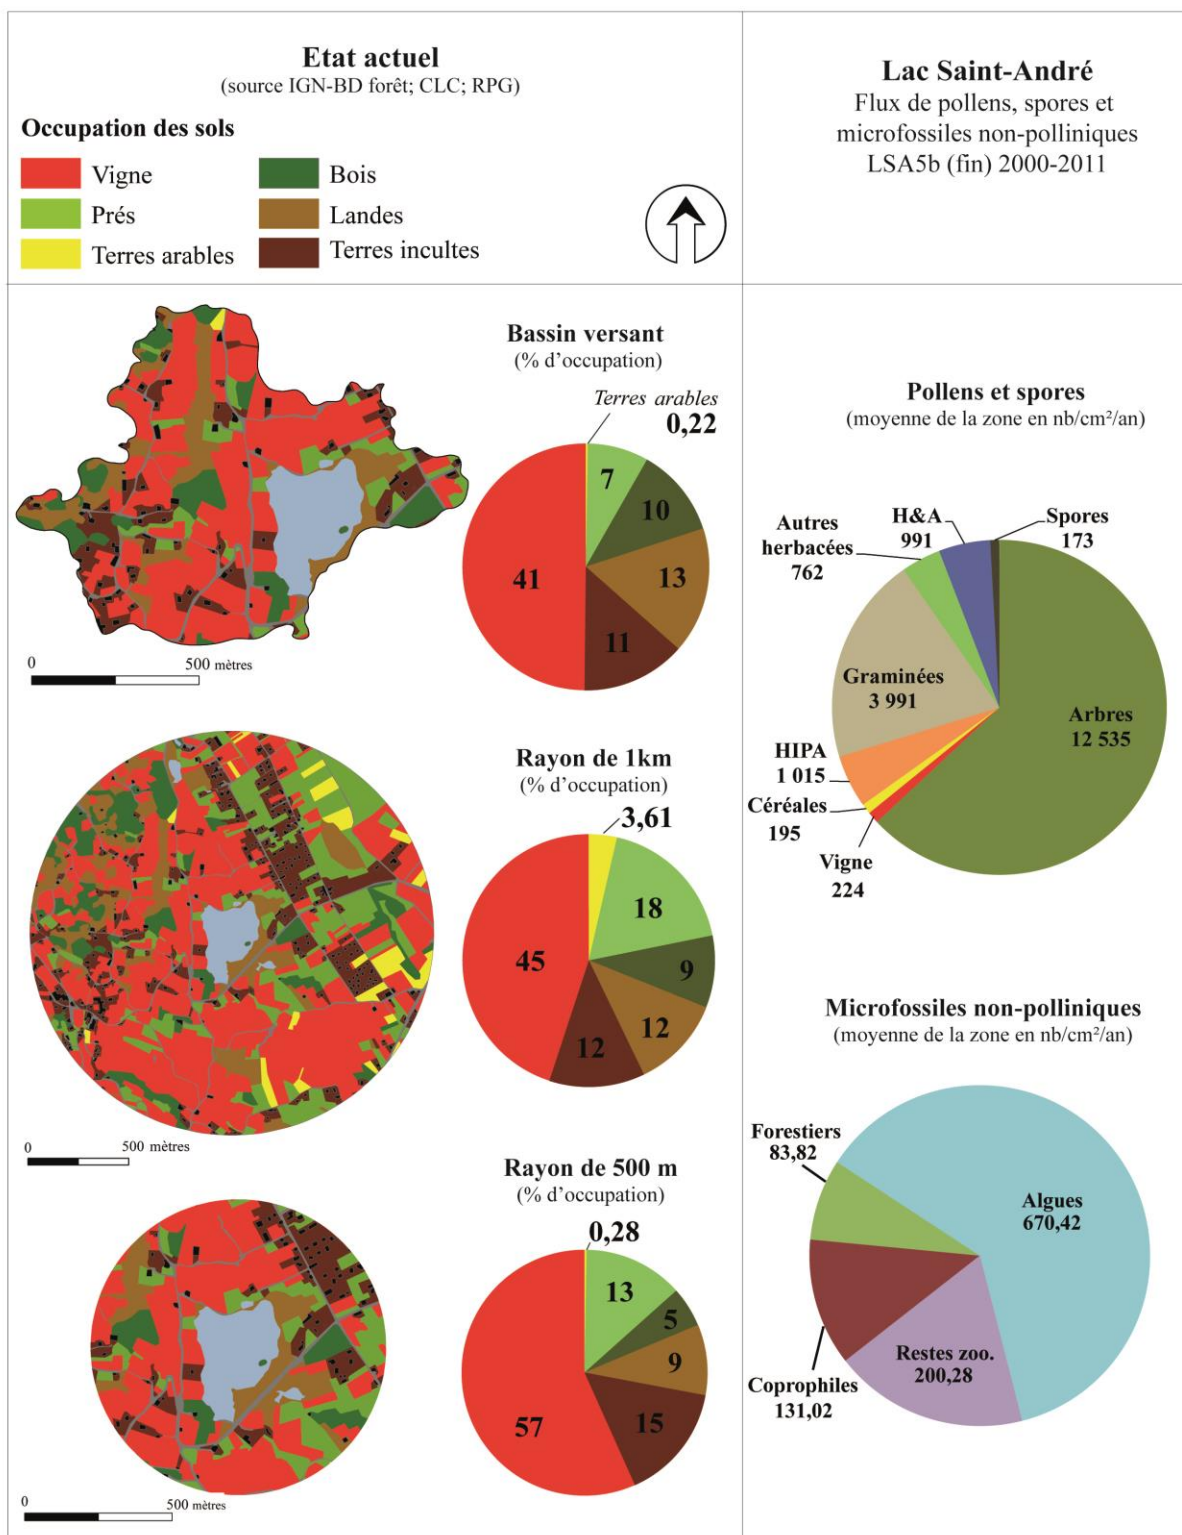 Etat actuel
(source IGN-BD forêt; CLC; RPG)
Occupation des sols
Vigne
Bois
Prés
Landes
Terres arables
Terres incultes
Lac Saint-André
Flux de pollens, spores et
microfossiles non-polliniques
LSA5b (fin) 2000-2011
Bassin versant
(% d'occupation)
Terres arables
0,22
7
10
13
11
41
0
500 mètres
Rayon de 1km
(% d'occupation)
3,61
18
9
12
12
45
0
500 mètres
Rayon de 500 m
(% d'occupation)
0,28
13
5
9
15
57
0
500 mètres
Pollens et spores
(moyenne de la zone en nb/cm²/an)
H&A
991
Spores
173
Autres
herbacées
762
Graminées
3 991
Arbres
12 535
HIPA
1 015
Céréales
195
Vigne
224
Microfossiles non-polliniques
(moyenne de la zone en nb/cm²/an)
Forestiers
83,82
Algues
670,42
Restes zoo.
200,28
Coprophiles
131,02